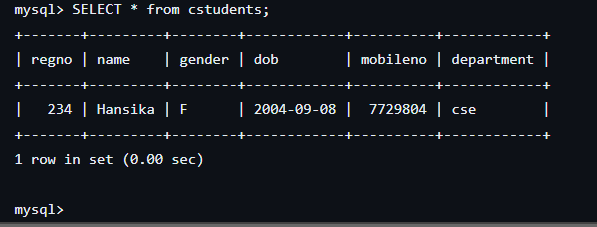 mysql> SELECT * from cstudents;
+-------+---------+--------+------------+----------+------------+
| regno | name    | gender | dob        | mobileno | department |
+-------+---------+--------+------------+----------+------------+
|   234 | Hansika | F      | 2004-09-08 |  7729804 | cse        |
+-------+---------+--------+------------+----------+------------+
1 row in set (0.00 sec)
mysql>